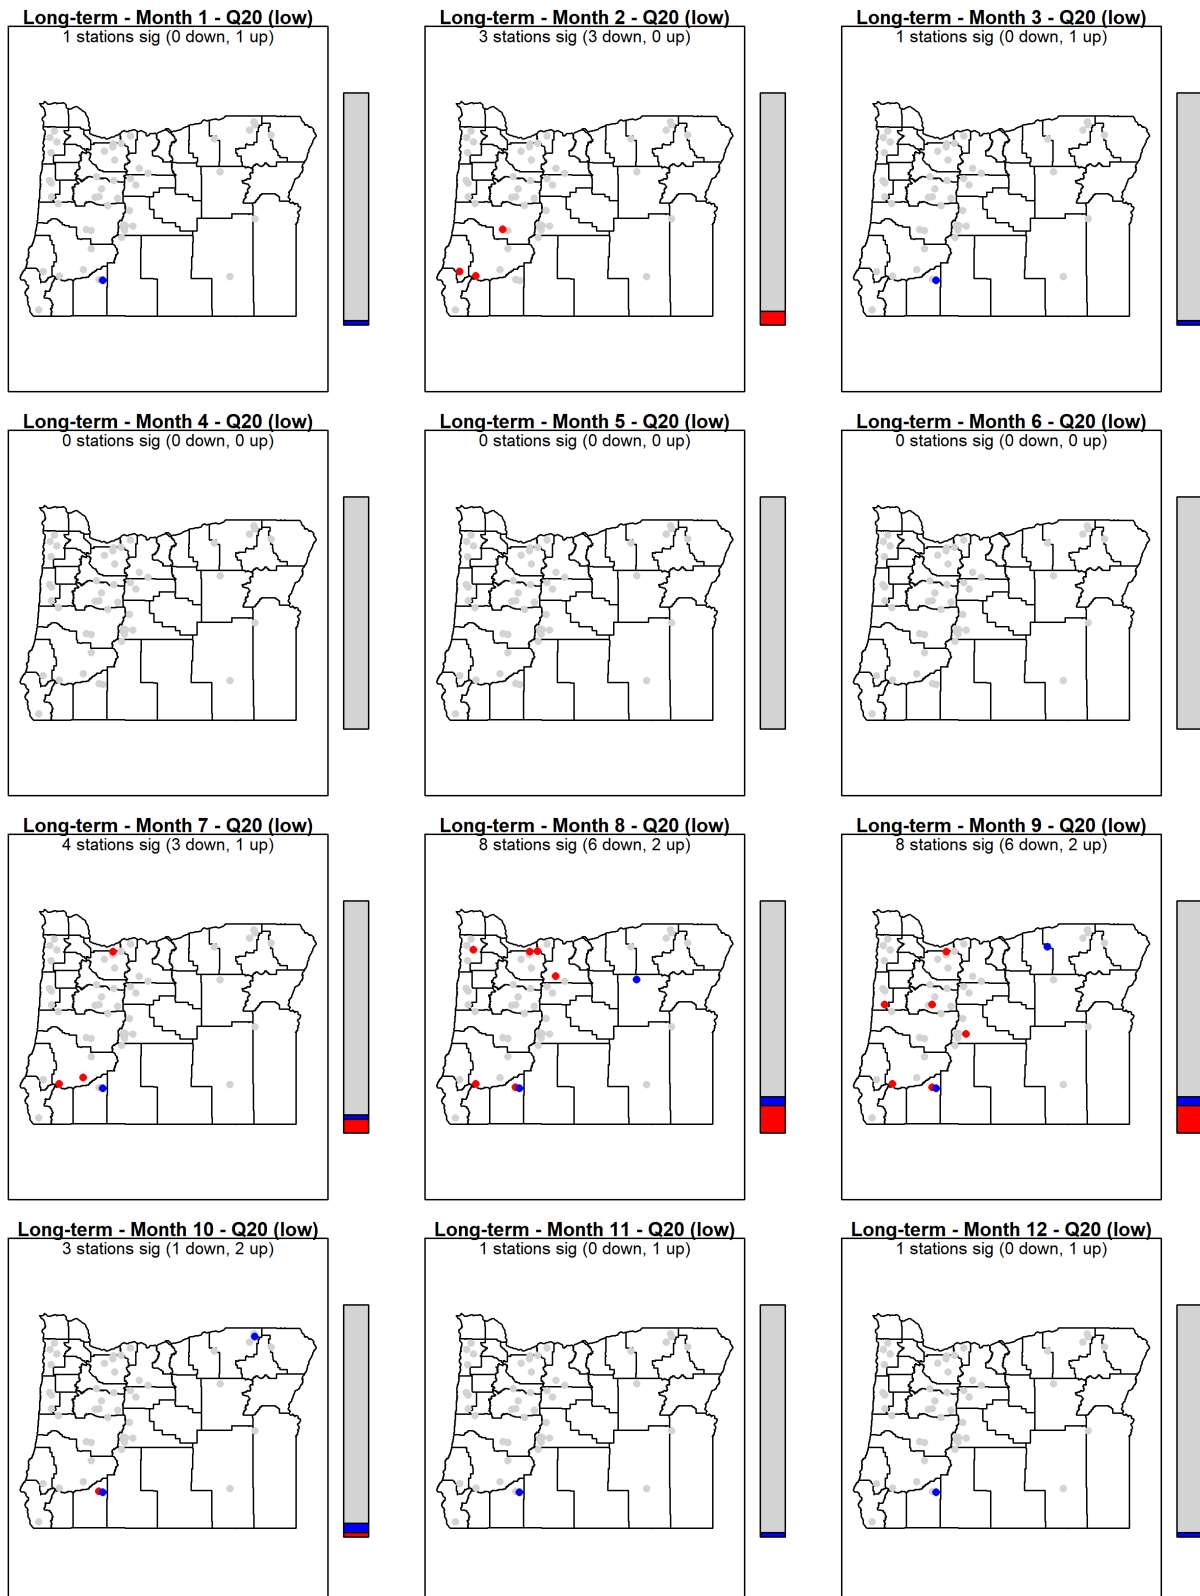 Long-term - Month 1 - Q20 (low)
1 stations sig (0 down, 1 up)
Long-term - Month 2 - Q20 (low)
3 stations sig (3 down, 0 up)
Long-term - Month 3 - Q20 (low)
1 stations sig (0 down, 1 up)
Long-term - Month 4 - Q20 (low)
0 stations sig (0 down, 0 up)
Long-term - Month 5 - Q20 (low)
0 stations sig (0 down, 0 up)
Long-term - Month 6 - Q20 (low)
0 stations sig (0 down, 0 up)
Long-term - Month 7 - Q20 (low)
4 stations sig (3 down, 1 up)
Long-term - Month 8 - Q20 (low)
8 stations sig (6 down, 2 up)
Long-term - Month 9 - Q20 (low)
8 stations sig (6 down, 2 up)
Long-term - Month 10 - Q20 (low)
3 stations sig (1 down, 2 up)
Long-term - Month 11 - Q20 (low)
1 stations sig (0 down, 1 up)
Long-term - Month 12 - Q20 (low)
1 stations sig (0 down, 1 up)